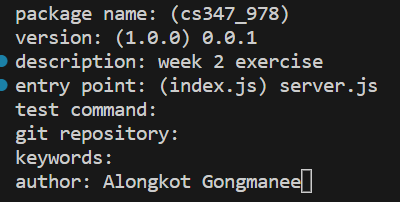 package name: (cs347_978)
version: (1.0.0) 0.0.1
description: week 2 exercise
entry point: (index.js) server.js
test command:
git repository:
keywords:
author: Alongkot Gongmanee